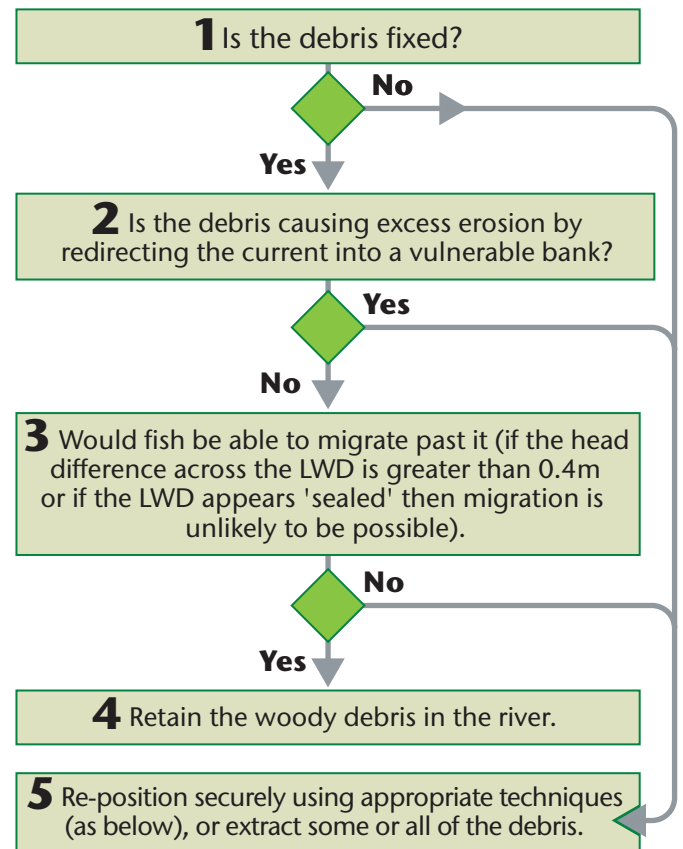 1 Is the debris fixed?
No
Yes
2 Is the debris causing excess erosion by
redirecting the current into a vulnerable bank?
Yes
No
3 Would fish be able to migrate past it (if the head
difference across the LWD is greater than 0.4m
or if the LWD appears 'sealed' then migration is
unlikely to be possible).
No
Yes
4 Retain the woody debris in the river.
5 Re-position securely using appropriate techniques
(as below), or extract some or all of the debris.